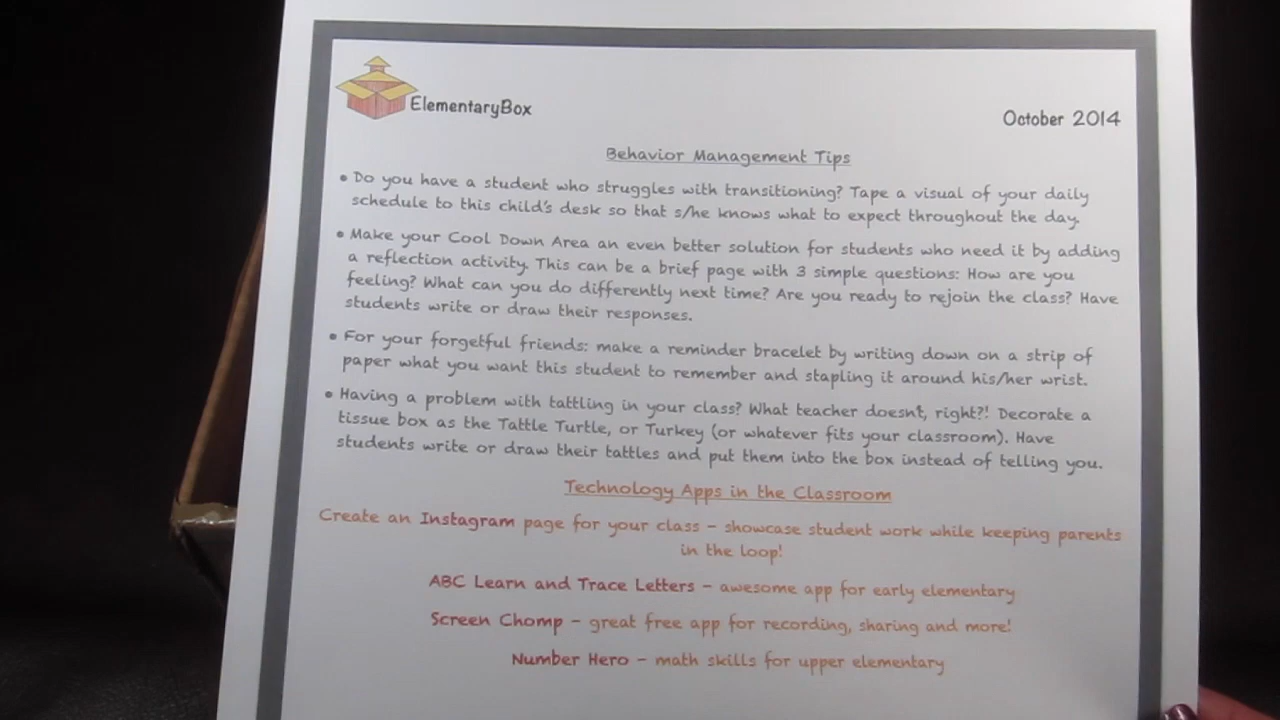 ElementaryBox
October 2014
Behavior Management Tips
• Do you have a student who struggles with transitioning? Tape a visual of your daily
schedule to this child's desk so that s/he knows what to expect throughout the day.
• Make your Cool Down Area an even better solution for students who need it by adding
a reflection activity. This can be a brief page with 3 simple questions: How are you
feeling? What can you do differently next time? Are you ready to rejoin the class? Have
students write or draw their responses.
• For your forgetful friends: make a reminder bracelet by writing down on a strip of
paper what you want this student to remember and stapling it around his/her wrist.
• Having a problem with tattling in your class? What teacher doesn't, right?! Decorate a
tissue box as the Tattle Turtle, or Turkey (or whatever fits your classroom). Have
students write or draw their tattles and put them into the box instead of telling you.
Technology Apps in the Classroom
Create an Instagram page for your class – showcase student work while keeping parents
in the loop!
ABC Learn and Trace Letters – awesome app for early elementary
Screen Chomp – great free app for recording, sharing and more!
Number Hero – math skills for upper elementary